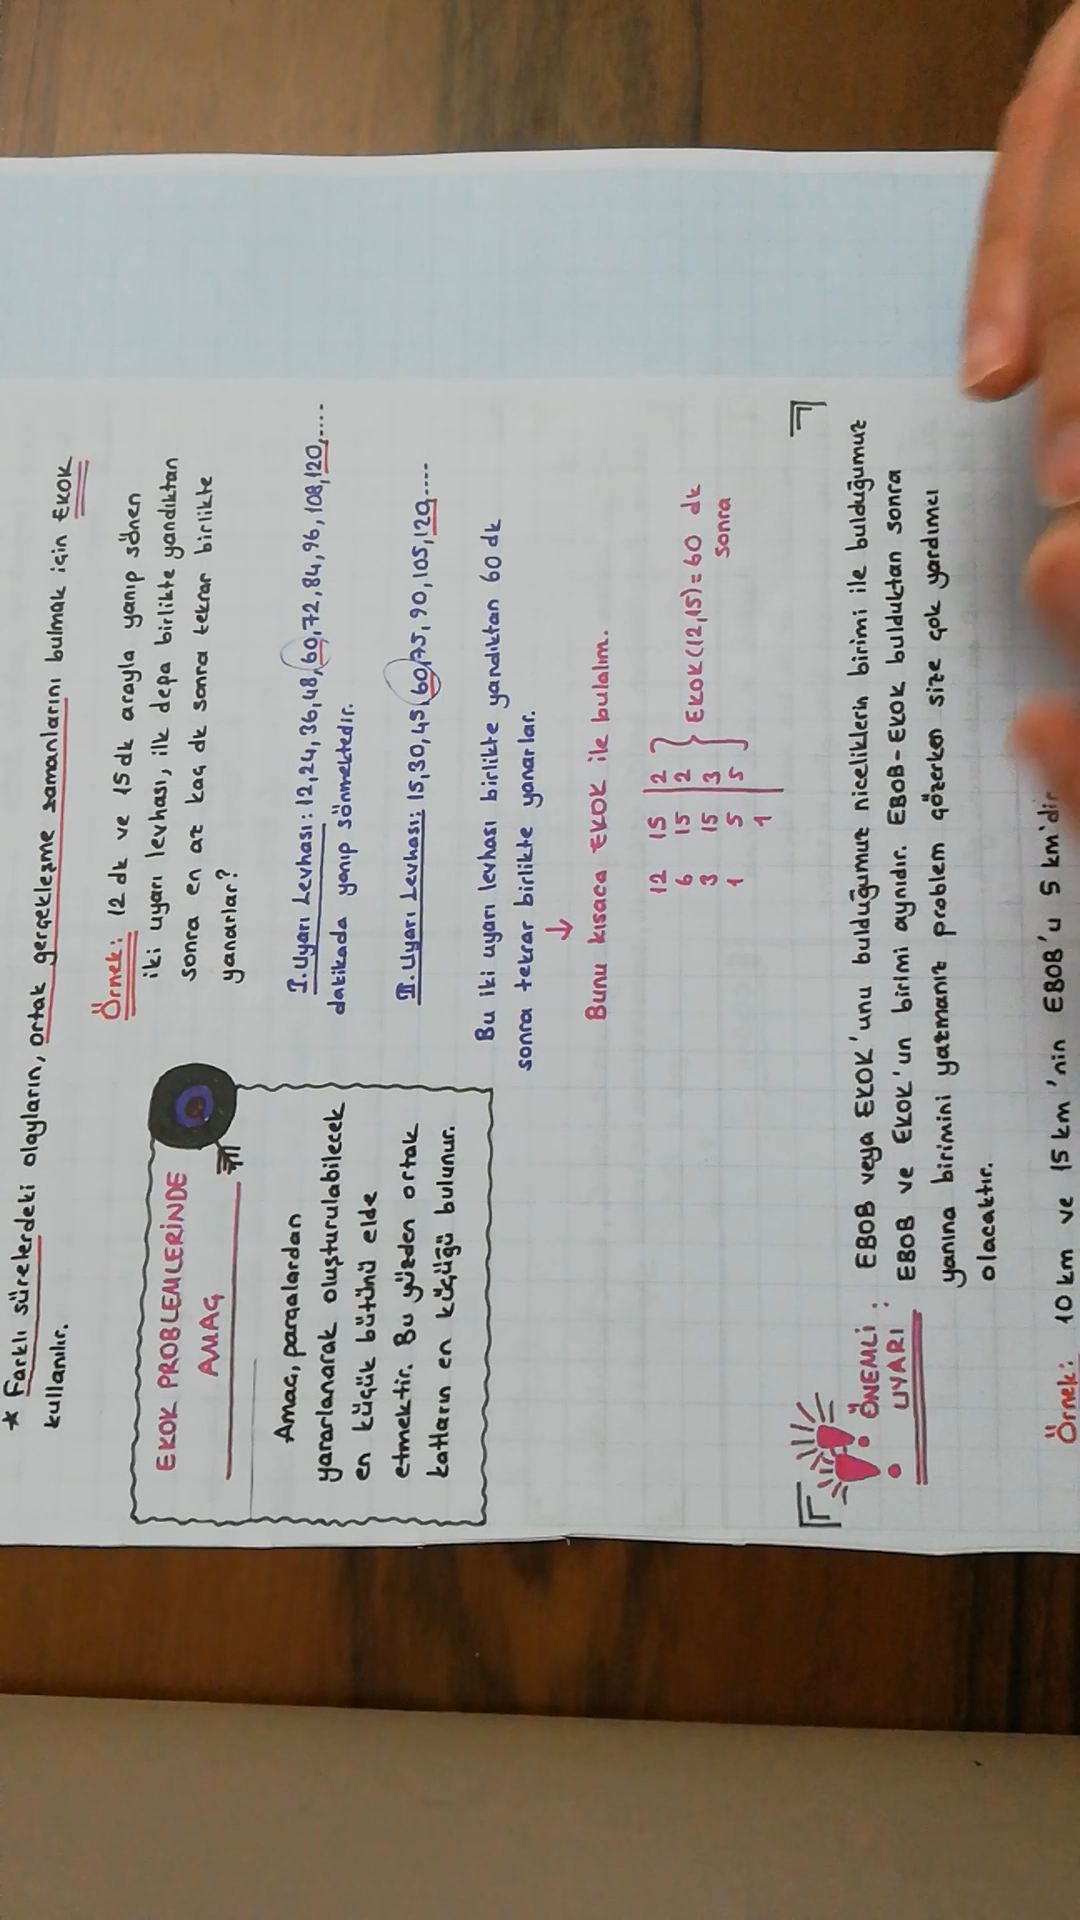 * Farklı sürelerdeki olayların, ortak gerçekleşme zamanlarını bulmak için EKOK
kullanılır.
EKOK PROBLEMLERİNDE
AMAÇ
Amaç, parçalardan
yararlanarak oluşturulabilecek
en küçük bütünü elde
etmektir. Bu yüzden ortak
katların en küçüğü bulunur.
Örnek: 12 dk ve 15 dk arayla yanıp sönen
iki uyarı levhası, ilk defa birlikte yandıktan
sonra en az kaç dk sonra tekrar birlikte
yanarlar?
I. Uyarı Levhası: 12, 24, 36, 48, 60, 72, 84, 96, 108, 120, ....
dakikada yanıp sönmektedir.
II. Uyarı Levhası: 15, 30, 45, 60, 75, 90, 105, 120, ....
Bu iki uyarı levhası birlikte yandıktan 60 dk
sonra tekrar birlikte yanarlar.
↓
Bunu kısaca EKOK ile bulalım.
12 15 | 2
6 15 | 2
3 15 | 3
1 5 | 5
1
} EKOK(12,15) = 60 dk
sonra
ÖNEMLİ
UYARI :
EBOB veya EKOK'unu bulduğumuz niceliklerin birimi ile bulduğumuz
EBOB ve EKOK'un birimi aynıdır. EBOB-EKOK bulduktan sonra
yanına birimini yazmanız problem çözerken size çok yardımcı
olacaktır.
Örnek: 10 km ve 15 km'nin EBOB'u 5 km'dir